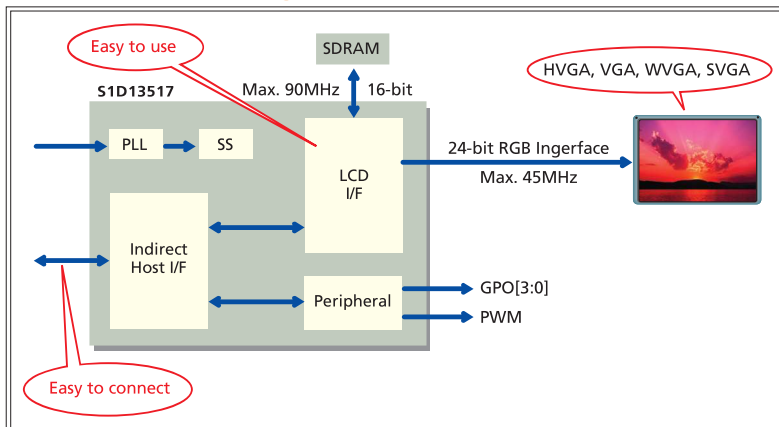 Easy to use
SDRAM
HVGA, VGA, WVGA, SVGA
S1D13517
Max. 90MHz
16-bit
PLL
SS
LCD
I/F
24-bit RGB Ingerface
Max. 45MHz
Indirect
Host I/F
Peripheral
GPO[3:0]
PWM
Easy to connect